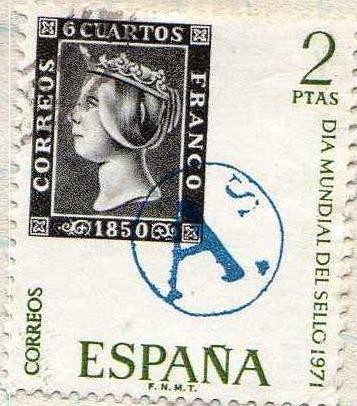 6 CUARTOS
CORREOS
FRANCO
1850
2
PTAS
DIA MUNDIAL DEL SELLO 1971
A S.
CORREOS
ESPAÑA
F.N.M.T.